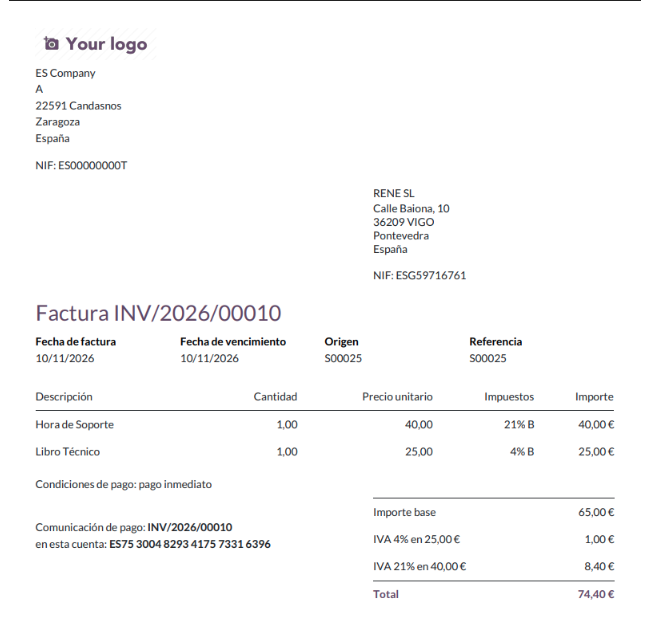 Your logo
ES Company
A
22591 Candasnos
Zaragoza
España
NIF: ES00000000T
RENE SL
Calle Baiona, 10
36209 VIGO
Pontevedra
España
NIF: ESG59716761
Factura INV/2026/00010
Fecha de factura Fecha de vencimiento Origen Referencia
10/11/2026 10/11/2026 S00025 S00025
Descripción Cantidad Precio unitario Impuestos Importe
Hora de Soporte 1,00 40,00 21% B 40,00 €
Libro Técnico 1,00 25,00 4% B 25,00 €
Condiciones de pago: pago inmediato
Importe base 65,00 €
Comunicación de pago: INV/2026/00010
en esta cuenta: ES75 3004 8293 4175 7331 6396
IVA 4% en 25,00 € 1,00 €
IVA 21% en 40,00 € 8,40 €
Total 74,40 €